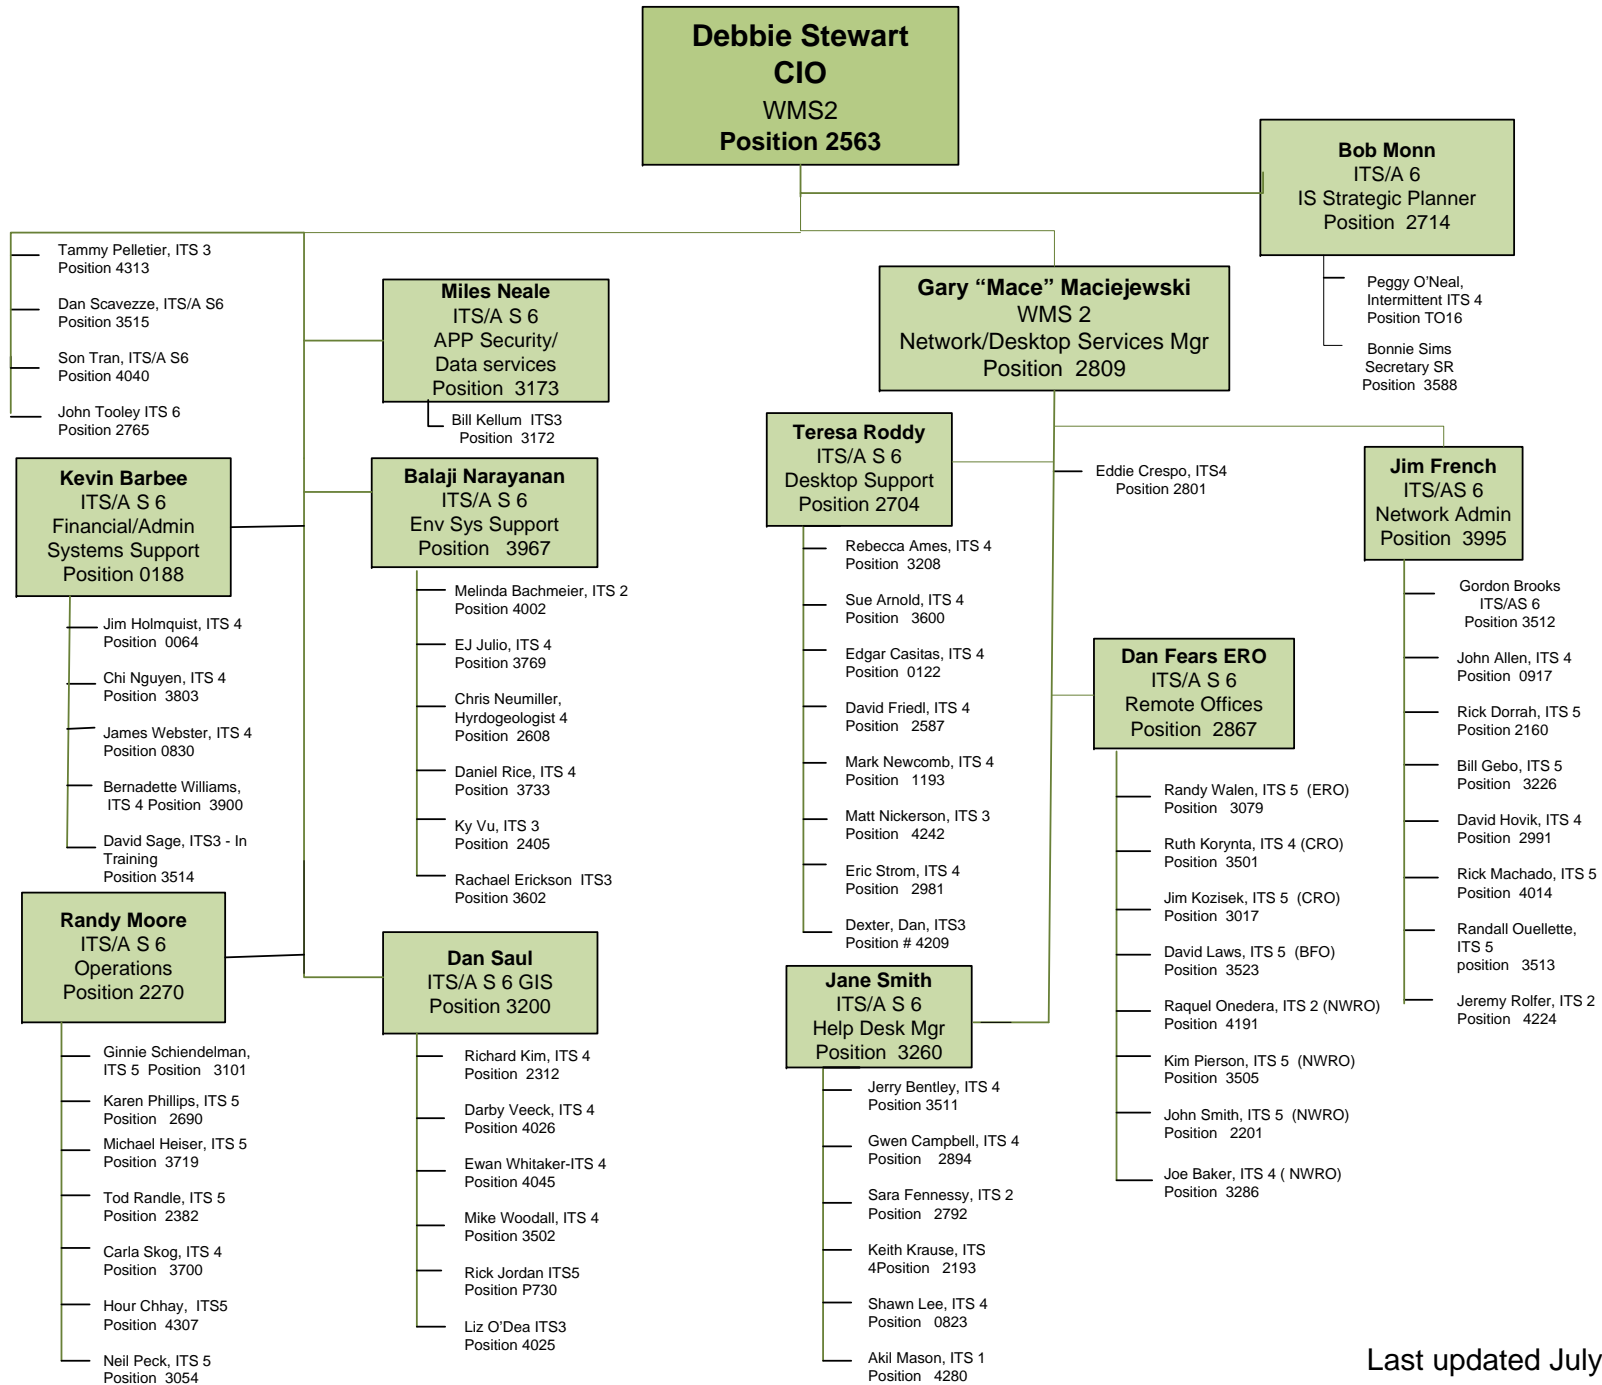 Debbie Stewart
CIO
WMS2
Position 2563
Bob Monn
ITS/A 6
IS Strategic Planner
Position  2714
Peggy O'Neal,
Intermittent ITS 4
Position TO16
Bonnie Sims
Secretary SR
Position  3588
Tammy Pelletier, ITS 3
Position 4313
Dan Scavezze, ITS/A S6
Position 3515
Son Tran, ITS/A S6
Position 4040
John Tooley ITS 6
Position 2765
Miles Neale
ITS/A S 6
APP Security/
Data services
Position  3173
Bill Kellum  ITS3
Position  3172
Gary “Mace” Maciejewski
WMS 2
Network/Desktop Services Mgr
Position  2809
Kevin Barbee
ITS/A S 6
Financial/Admin
Systems Support
Position 0188
Jim Holmquist, ITS 4
Position  0064
Chi Nguyen, ITS 4
Position  3803
James Webster, ITS 4
Position 0830
Bernadette Williams,
ITS 4 Position  3900
David Sage, ITS3 - In
Training
Position 3514
Balaji Narayanan
ITS/A S 6
Env Sys Support
Position   3967
Melinda Bachmeier, ITS 2
Position 4002
EJ Julio, ITS 4
Position 3769
Chris Neumiller,
Hyrdogeologist 4
Position  2608
Daniel Rice, ITS 4
Position  3733
Ky Vu, ITS 3
Position 2405
Rachael Erickson  ITS3
Position 3602
Teresa Roddy
ITS/A S 6
Desktop Support
Position 2704
Rebecca Ames, ITS 4
Position  3208
Sue Arnold, ITS 4
Position   3600
Edgar Casitas, ITS 4
Position   0122
David Friedl, ITS 4
Position   2587
Mark Newcomb, ITS 4
Position   1193
Matt Nickerson, ITS 3
Position   4242
Eric Strom, ITS 4
Position   2981
Dexter, Dan, ITS3
Position # 4209
Eddie Crespo, ITS4
Position 2801
Jim French
ITS/AS 6
Network Admin
Position  3995
Gordon Brooks
ITS/AS 6
Position 3512
John Allen, ITS 4
Position  0917
Rick Dorrah, ITS 5
Position 2160
Bill Gebo, ITS 5
Position  3226
David Hovik, ITS 4
Position  2991
Rick Machado, ITS 5
Position  4014
Randall Ouellette,
ITS 5
position   3513
Jeremy Rolfer, ITS 2
Position  4224
Dan Fears ERO
ITS/A S 6
Remote Offices
Position  2867
Randy Walen, ITS 5  (ERO)
Position   3079
Ruth Korynta, ITS 4 (CRO)
Position   3501
Jim Kozisek, ITS 5  (CRO)
Position   3017
David Laws, ITS 5  (BFO)
Position   3523
Raquel Onedera, ITS 2 (NWRO)
Position   4191
Kim Pierson, ITS 5  (NWRO)
Position   3505
John Smith, ITS 5  (NWRO)
Position   2201
Joe Baker, ITS 4 ( NWRO)
Position   3286
Randy Moore
ITS/A S 6
Operations
Position 2270
Ginnie Schiendelman,
ITS 5  Position   3101
Karen Phillips, ITS 5
Position   2690
Michael Heiser, ITS 5
Position   3719
Tod Randle, ITS 5
Position   2382
Carla Skog, ITS 4
Position   3700
Hour Chhay,  ITS5
Position   4307
Neil Peck, ITS 5
Position   3054
Dan Saul
ITS/A S 6 GIS
Position 3200
Richard Kim, ITS 4
Position  2312
Darby Veeck, ITS 4
Position 4026
Ewan Whitaker-ITS 4
Position 4045
Mike Woodall, ITS 4
Position 3502
Rick Jordan ITS5
Position P730
Liz O'Dea ITS3
Position 4025
Jane Smith
ITS/A S 6
Help Desk Mgr
Position  3260
Jerry Bentley, ITS 4
Position 3511
Gwen Campbell, ITS 4
Position   2894
Sara Fennessy, ITS 2
Position   2792
Keith Krause, ITS
4Position   2193
Shawn Lee, ITS 4
Position   0823
Akil Mason, ITS 1
Position   4280
Last updated July